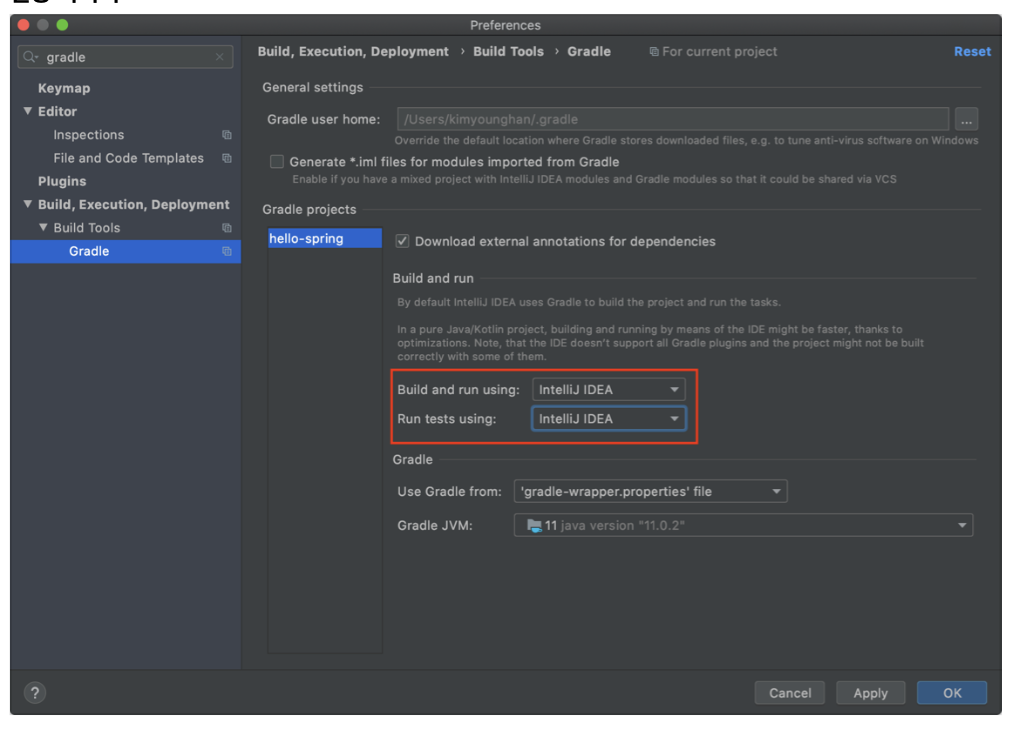 Preferences
gradle
Keymap
Editor
Inspections
File and Code Templates
Plugins
Build, Execution, Deployment
Build Tools
Gradle
Build, Execution, Deployment › Build Tools › Gradle For current project Reset
General settings
Gradle user home: /Users/kimyounghan/.gradle ...
Override the default location where Gradle stores downloaded files, e.g. to tune anti-virus software on Windows
Generate *.iml files for modules imported from Gradle
Enable if you have a mixed project with IntelliJ IDEA modules and Gradle modules so that it could be shared via VCS
Gradle projects
hello-spring
Download external annotations for dependencies
Build and run
By default IntelliJ IDEA uses Gradle to build the project and run the tasks.
In a pure Java/Kotlin project, building and running by means of the IDE might be faster, thanks to
optimizations. Note, that the IDE doesn't support all Gradle plugins and the project might not be built
correctly with some of them.
Build and run using: IntelliJ IDEA
Run tests using: IntelliJ IDEA
Gradle
Use Gradle from: 'gradle-wrapper.properties' file
Gradle JVM: 11 java version "11.0.2"
? Cancel Apply OK